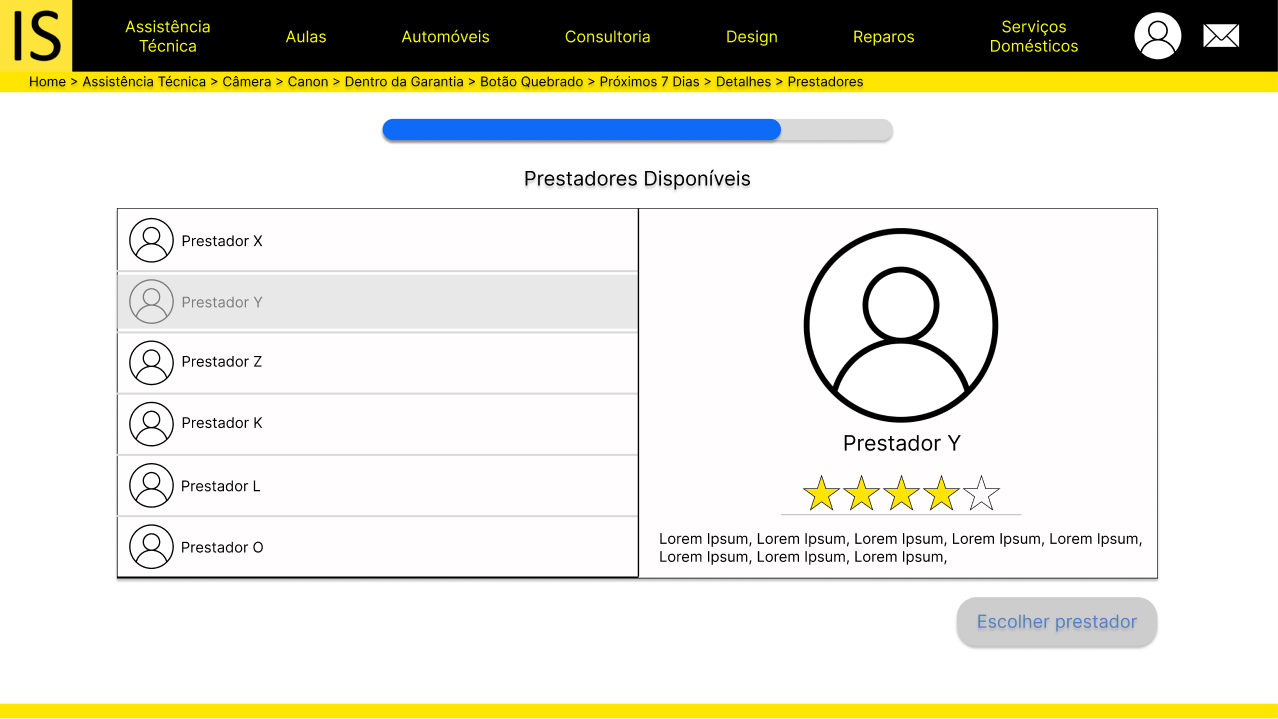 IS
Assistência
Técnica
Aulas
Automóveis
Consultoria
Design
Reparos
Serviços
Domésticos
Home > Assistência Técnica > Câmera > Canon > Dentro da Garantia > Botão Quebrado > Próximos 7 Dias > Detalhes > Prestadores
Prestadores Disponíveis
Prestador X
Prestador Y
Prestador Z
Prestador K
Prestador L
Prestador O
Prestador Y
Lorem Ipsum, Lorem Ipsum, Lorem Ipsum, Lorem Ipsum, Lorem Ipsum,
Lorem Ipsum, Lorem Ipsum, Lorem Ipsum,
Escolher prestador